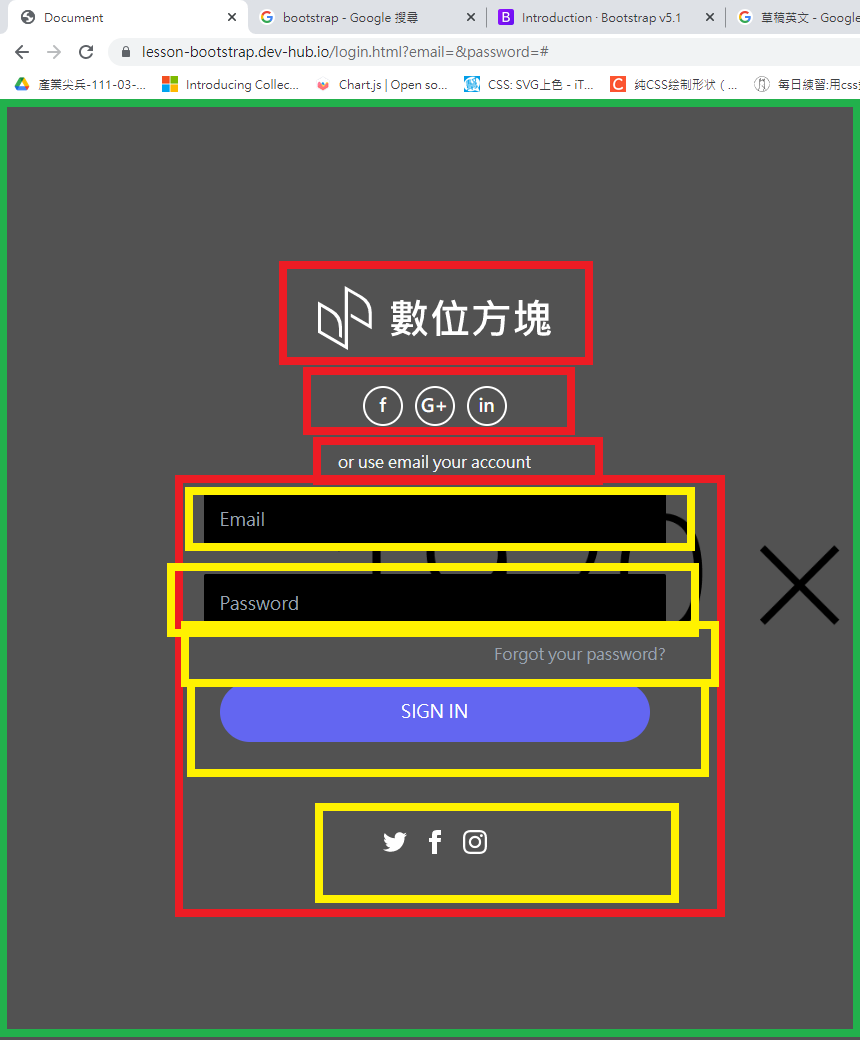 Document
bootstrap - Google 搜尋
Introduction · Bootstrap v5.1
草稿英文 - Google
lesson-bootstrap.dev-hub.io/login.html?email=&password=#
產業尖兵-111-03-...
Introducing Collec...
Chart.js | Open so...
CSS: SVG上色 - iT...
纯CSS绘制形状 ( ...
每日練習:用css
數位方塊
f
G+
in
or use email your account
Email
Password
Forgot your password?
SIGN IN